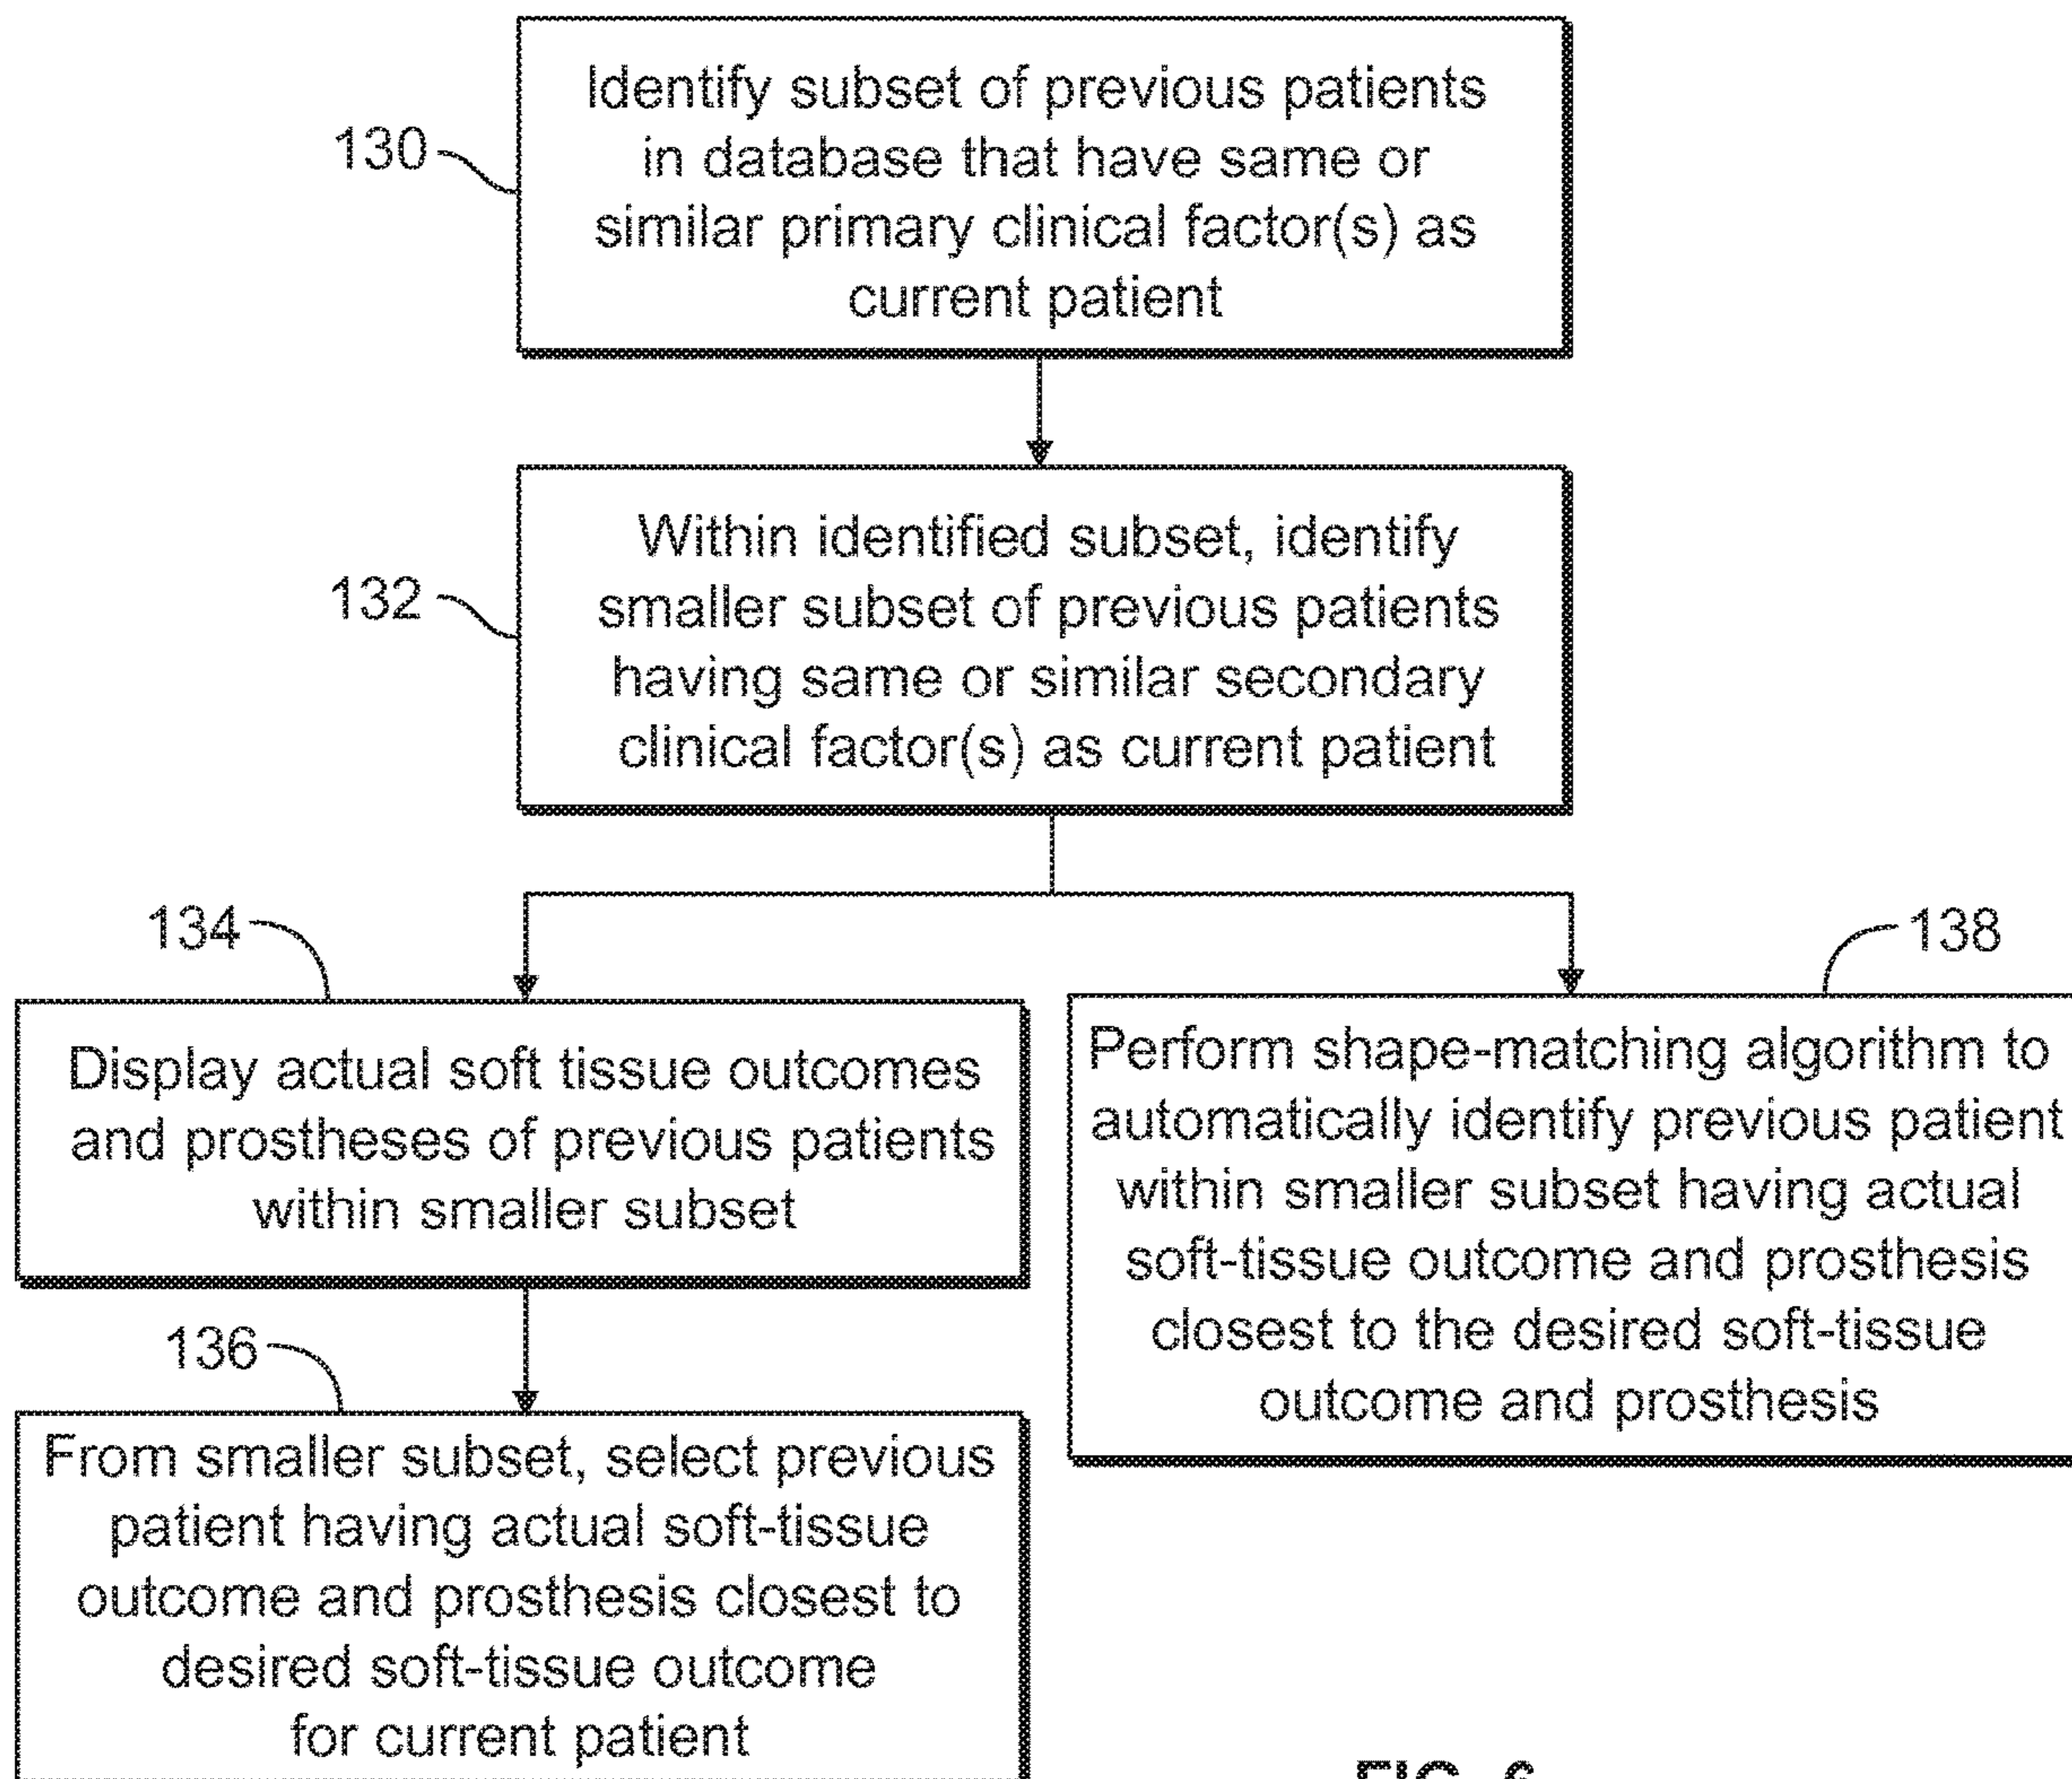 130
Identify subset of previous patients
in database that have same or
similar primary clinical factor(s) as
current patient
132
Within identified subset, identify
smaller subset of previous patients
having same or similar secondary
clinical factor(s) as current patient
134
Display actual soft tissue outcomes
and prostheses of previous patients
within smaller subset
136
From smaller subset, select previous
patient having actual soft-tissue
outcome and prosthesis closest to
desired soft-tissue outcome
for current patient
138
Perform shape-matching algorithm to
automatically identify previous patient
within smaller subset having actual
soft-tissue outcome and prosthesis
closest to the desired soft-tissue
outcome and prosthesis
FIG. 6